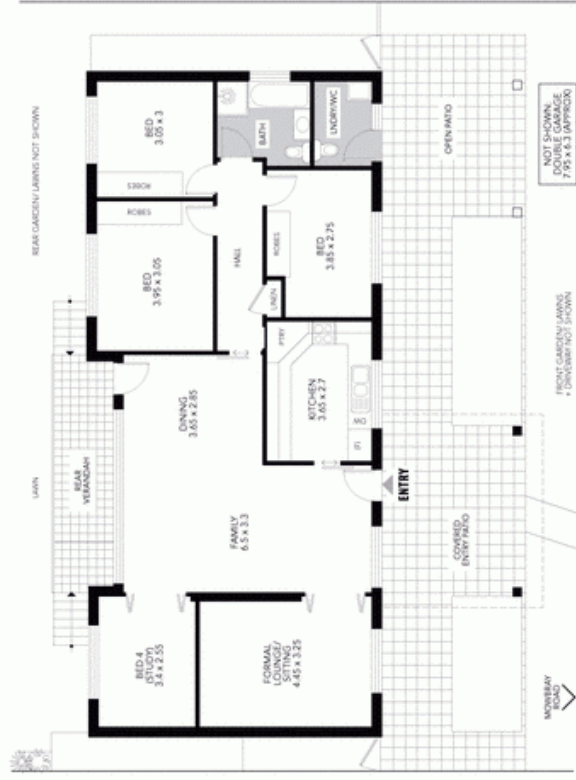 REAR GARDEN/ LAWNS NOT SHOWN
LAWN
BED
3.05 x 3
ROBES
ROBES
BED
3.95 x 3.05
BATH
LNDRY/WC
HALL
ROBES
BED
3.85 x 2.75
LINEN
PTRY
KITCHEN
3.65 x 2.7
DW
DINING
3.65 x 2.85
REAR
VERANDAH
FAMILY
6.5 x 3.3
ENTRY
BED 4
(STUDY)
3.4 x 2.55
FORMAL
LOUNGE/
SITTING
4.45 x 3.25
OPEN PATIO
COVERED
ENTRY PATIO
NOT SHOWN:
DOUBLE GARAGE
7.95 x 6.3 (APPROX)
FRONT GARDEN/ LAWNS
+ DRIVEWAY NOT SHOWN
MOWBRAY
ROAD